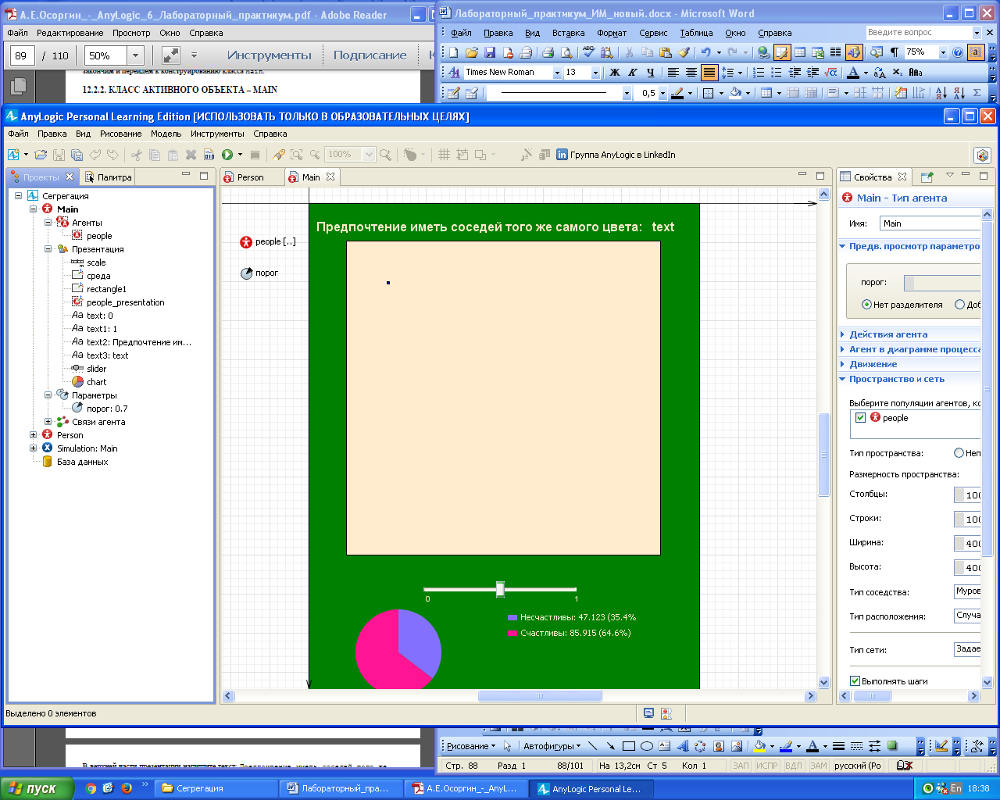 А.Е.Осоргин_-_AnyLogic_6_Лабораторный_практикум.pdf - Adobe Reader
Файл Редактирование Просмотр Окно Справка
89 / 110 50% Инструменты Подписание
закончим и перейдем к конструированию класса Main.
12.2.2. КЛАСС АКТИВНОГО ОБЪЕКТА – MAIN
Лабораторный_практикум_ИМ_новый.docx - Microsoft Word
Файл Правка Вид Вставка Формат Сервис Таблица Окно Справка Введите вопрос
75%
Times New Roman 13 Ж К Ч
0,5
AnyLogic Personal Learning Edition [ИСПОЛЬЗОВАТЬ ТОЛЬКО В ОБРАЗОВАТЕЛЬНЫХ ЦЕЛЯХ]
Файл Правка Вид Рисование Модель Инструменты Справка
100% Группа AnyLogic в LinkedIn
Проекты Палитра
Сегрегация
Main
Агенты
people
Презентация
scale
среда
rectangle1
people_presentation
text: 0
text1: 1
text2: Предпочтение им...
text3: text
slider
chart
Параметры
порог: 0.7
Связи агента
Person
Simulation: Main
База данных
Person Main
people [..]
порог
Предпочтение иметь соседей того же самого цвета: text
0 1
Несчастливы: 47.123 (35.4%
Счастливы: 85.915 (64.6%)
Свойства
Main - Тип агента
Имя: Main
Предв. просмотр параметро
порог:
Нет разделителя Доб
Действия агента
Агент в диаграмме процесса
Движение
Пространство и сеть
Выберите популяции агентов, ко
people
Тип пространства: Неп
Размерность пространства:
Столбцы: 100
Строки: 100
Ширина: 400
Высота: 400
Тип соседства: Муров
Тип расположения: Случа
Тип сети: Задае
Выполнять шаги
Выделено 0 элементов
Рисование Автофигуры
Стр. 88 Разд 1 88/101 На 13,2см Ст 5 Кол 1 ЗАП ИСПР ВДЛ ЗАМ русский (Ро
пуск Сегрегация Лабораторный_пра... А.Е.Осоргин_-_AnyL... AnyLogic Personal Le... En 18:38